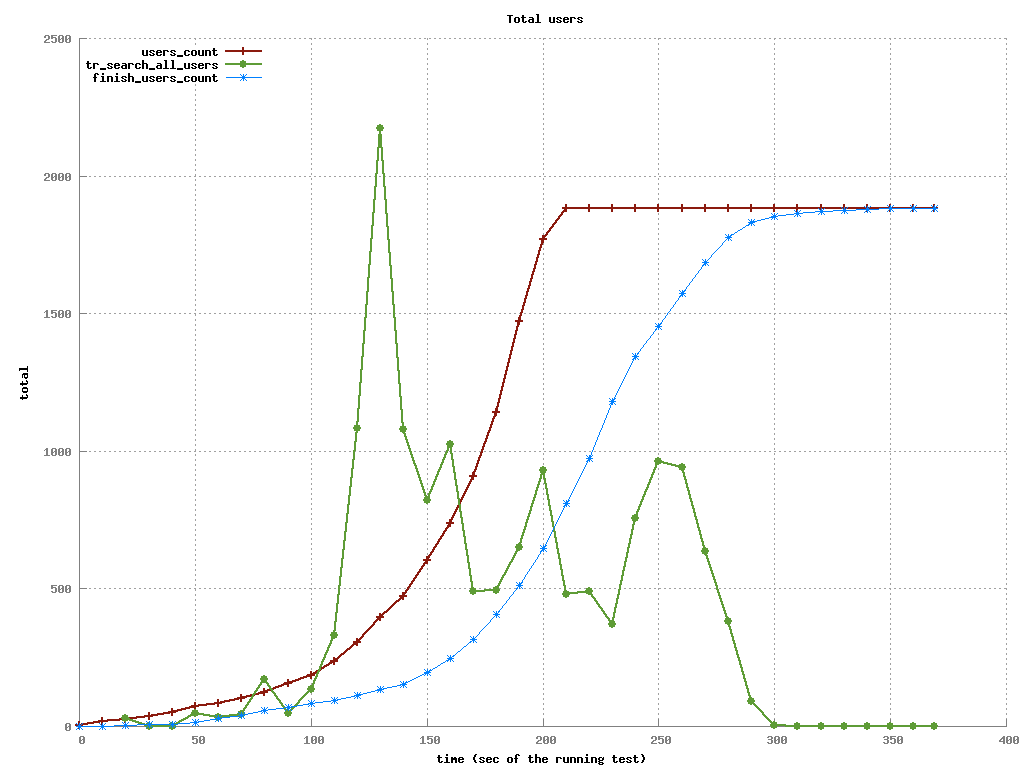 Total users
2500
users_count
tr_search_all_users
finish_users_count
2000
1500
total
1000
500
0
0 50 100 150 200 250 300 350 400
time (sec of the running test)